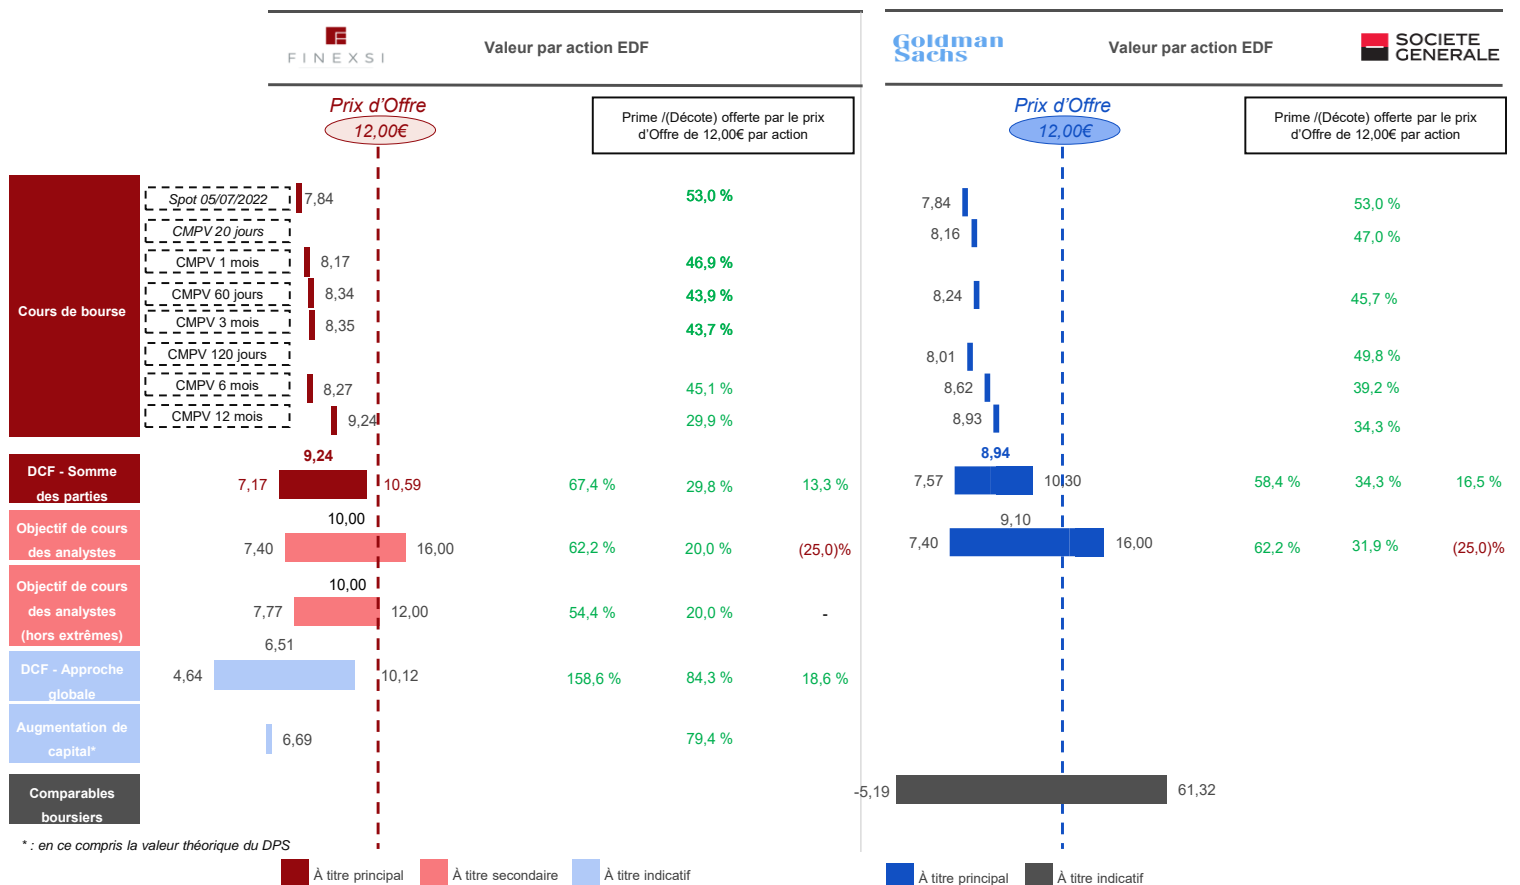 FINEXSI
Valeur par action EDF
Goldman
Sachs
Valeur par action EDF
SOCIETE
GENERALE
Prix d'Offre
12,00€
Prime /(Décote) offerte par le prix
d'Offre de 12,00€ par action
Prix d'Offre
12,00€
Prime /(Décote) offerte par le prix
d'Offre de 12,00€ par action
Cours de bourse
Spot 05/07/2022
7,84
53,0 %
7,84
53,0 %
CMPV 20 jours
8,16
47,0 %
CMPV 1 mois
8,17
46,9 %
CMPV 60 jours
8,34
43,9 %
8,24
45,7 %
CMPV 3 mois
8,35
43,7 %
CMPV 120 jours
8,01
49,8 %
CMPV 6 mois
8,27
45,1 %
8,62
39,2 %
CMPV 12 mois
9,24
29,9 %
8,93
34,3 %
DCF - Somme
des parties
9,24
7,17
10,59
67,4 %
29,8 %
13,3 %
8,94
7,57
10,30
58,4 %
34,3 %
16,5 %
Objectif de cours
des analystes
10,00
7,40
16,00
62,2 %
20,0 %
(25,0)%
9,10
7,40
16,00
62,2 %
31,9 %
(25,0)%
Objectif de cours
des analystes
(hors extrêmes)
10,00
7,77
12,00
54,4 %
20,0 %
-
DCF - Approche
globale
6,51
4,64
10,12
158,6 %
84,3 %
18,6 %
Augmentation de
capital*
6,69
79,4 %
Comparables
boursiers
-5,19
61,32
* : en ce compris la valeur théorique du DPS
À titre principal
À titre secondaire
À titre indicatif
À titre principal
À titre indicatif